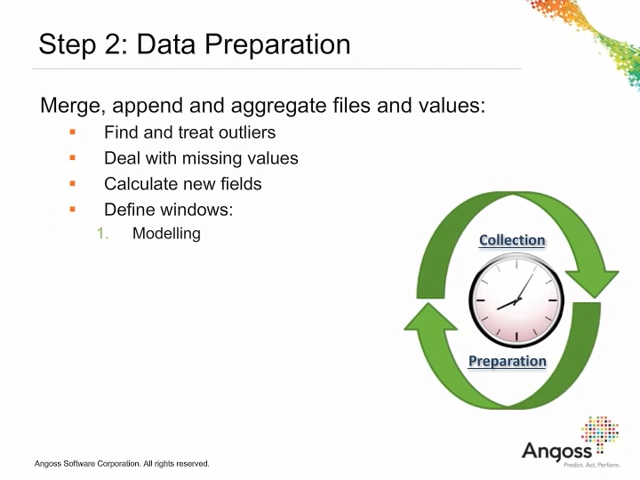 Step 2: Data Preparation
Merge, append and aggregate files and values:
Find and treat outliers
Deal with missing values
Calculate new fields
Define windows:
1. Modelling
Collection
Preparation
Angoss
Predict. Act. Perform.
Angoss Software Corporation. All rights reserved.